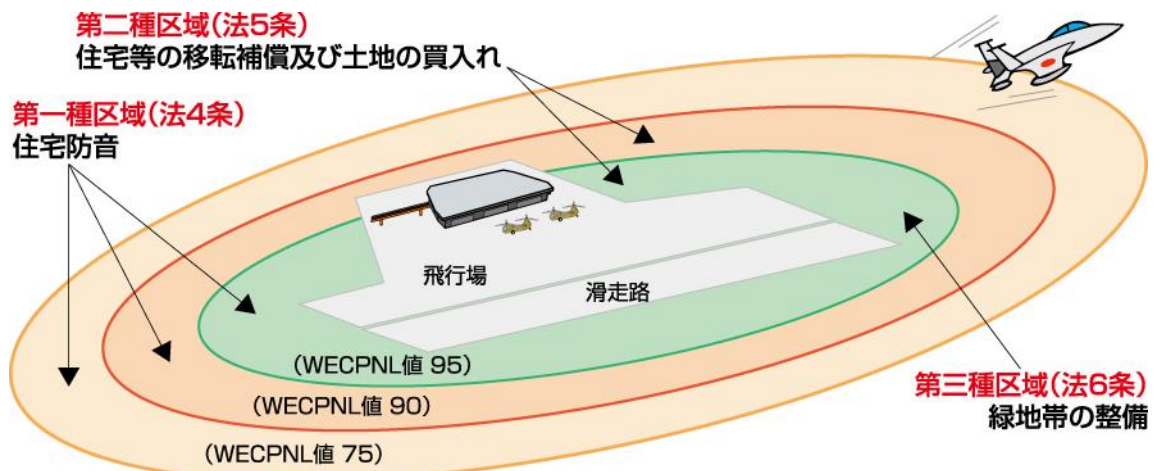 第二種区域(法5条)
住宅等の移転補償及び土地の買入れ
第一種区域(法4条)
住宅防音
飛行場
滑走路
(WECPNL値 95)
(WECPNL値 90)
(WECPNL値 75)
第三種区域(法6条)
緑地帯の整備